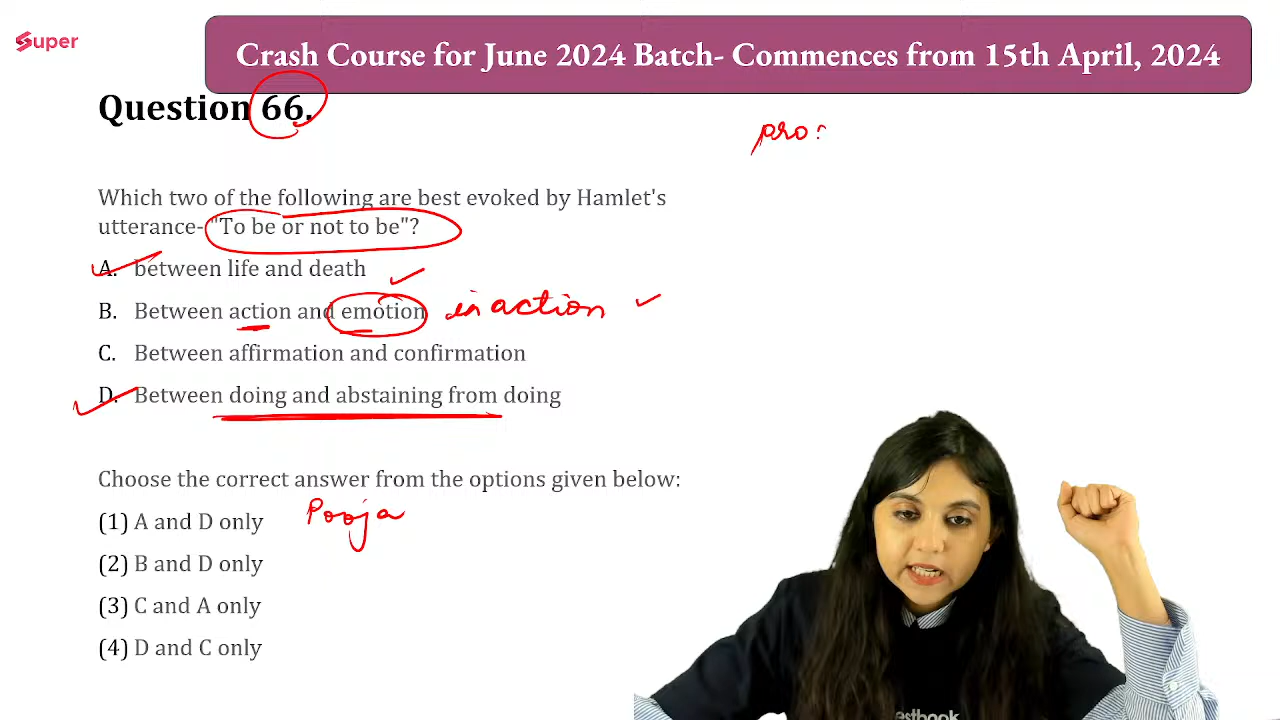 Super
Crash Course for June 2024 Batch- Commences from 15th April, 2024
Question 66.
pro:
Which two of the following are best evoked by Hamlet's
utterance- "To be or not to be"?
A. between life and death
B. Between action and emotion inaction
C. Between affirmation and confirmation
D. Between doing and abstaining from doing
Choose the correct answer from the options given below:
(1) A and D only Pooja
(2) B and D only
(3) C and A only
(4) D and C only
estbook